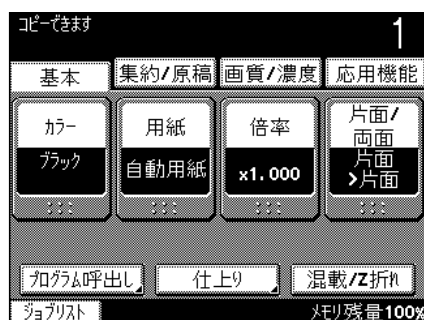 コピーできます
1
基本 集約/原稿 画質/濃度 応用機能
カラー 用紙 倍率 片面/両面
ブラック 自動用紙 x1.000 片面>片面
プログラム呼出し 仕上り 混載/Z折れ
ジョブリスト メモリ残量100%